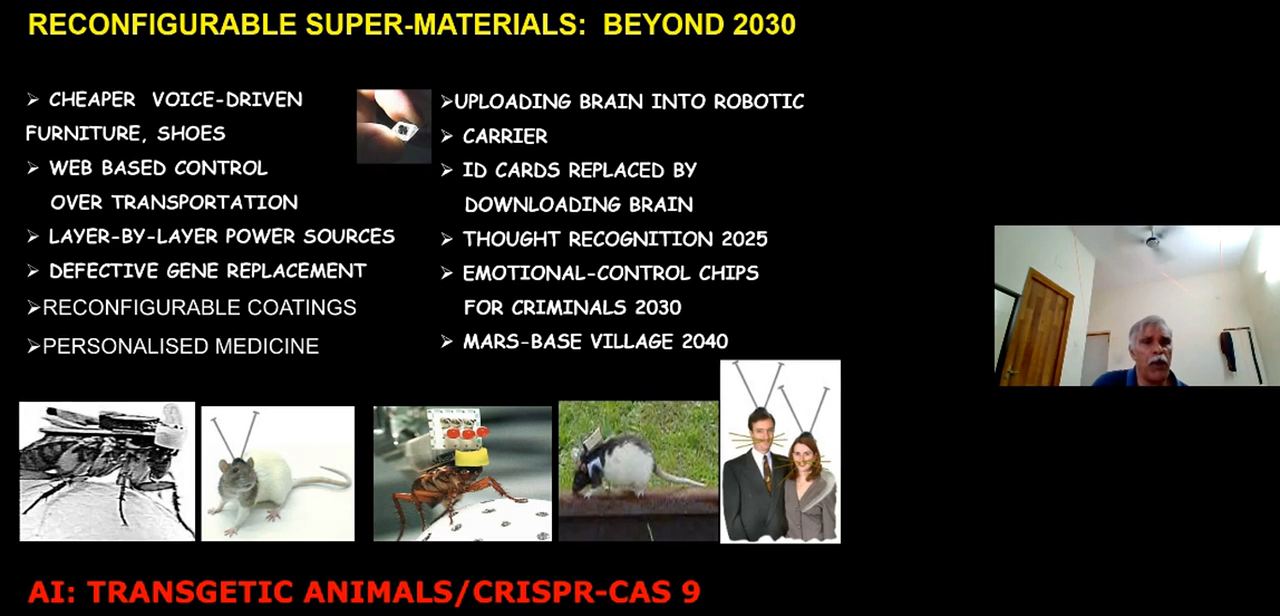 RECONFIGURABLE SUPER-MATERIALS: BEYOND 2030
➢ CHEAPER VOICE-DRIVEN
FURNITURE, SHOES
➢ WEB BASED CONTROL
OVER TRANSPORTATION
➢ LAYER-BY-LAYER POWER SOURCES
➢ DEFECTIVE GENE REPLACEMENT
➢RECONFIGURABLE COATINGS
➢PERSONALISED MEDICINE
➢UPLOADING BRAIN INTO ROBOTIC
➢ CARRIER
➢ ID CARDS REPLACED BY
DOWNLOADING BRAIN
➢ THOUGHT RECOGNITION 2025
➢ EMOTIONAL-CONTROL CHIPS
FOR CRIMINALS 2030
➢ MARS-BASE VILLAGE 2040
AI: TRANSGETIC ANIMALS/CRISPR-CAS 9